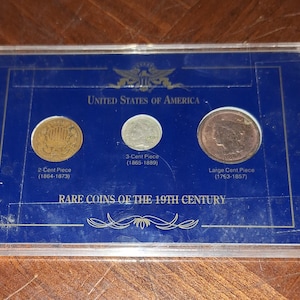 United States of America
2-Cent Piece
(1864-1873)
3-Cent Piece
(1865-1889)
Large Cent Piece
(1793-1857)
Rare Coins of the 19th Century